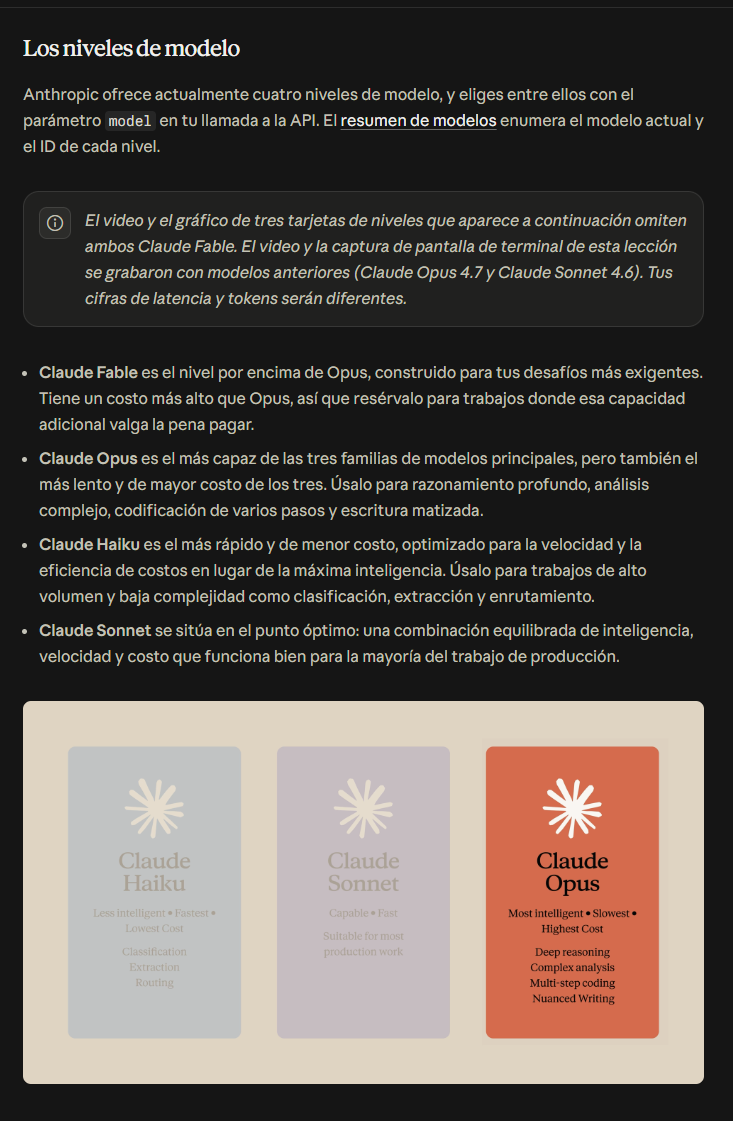 Los niveles de modelo
Anthropic ofrece actualmente cuatro niveles de modelo, y eliges entre ellos con el
parámetro model en tu llamada a la API. El resumen de modelos enumera el modelo actual y
el ID de cada nivel.
El video y el gráfico de tres tarjetas de niveles que aparece a continuación omiten
ambos Claude Fable. El video y la captura de pantalla de terminal de esta lección
se grabaron con modelos anteriores (Claude Opus 4.7 y Claude Sonnet 4.6). Tus
cifras de latencia y tokens serán diferentes.
• Claude Fable es el nivel por encima de Opus, construido para tus desafíos más exigentes.
Tiene un costo más alto que Opus, así que resérvalo para trabajos donde esa capacidad
adicional valga la pena pagar.
• Claude Opus es el más capaz de las tres familias de modelos principales, pero también el
más lento y de mayor costo de los tres. Úsalo para razonamiento profundo, análisis
complejo, codificación de varios pasos y escritura matizada.
• Claude Haiku es el más rápido y de menor costo, optimizado para la velocidad y la
eficiencia de costos en lugar de la máxima inteligencia. Úsalo para trabajos de alto
volumen y baja complejidad como clasificación, extracción y enrutamiento.
• Claude Sonnet se sitúa en el punto óptimo: una combinación equilibrada de inteligencia,
velocidad y costo que funciona bien para la mayoría del trabajo de producción.
Claude
Haiku
Less intelligent • Fastest •
Lowest Cost
Classification
Extraction
Routing
Claude
Sonnet
Capable • Fast
Suitable for most
production work
Claude
Opus
Most intelligent • Slowest •
Highest Cost
Deep reasoning
Complex analysis
Multi-step coding
Nuanced Writing